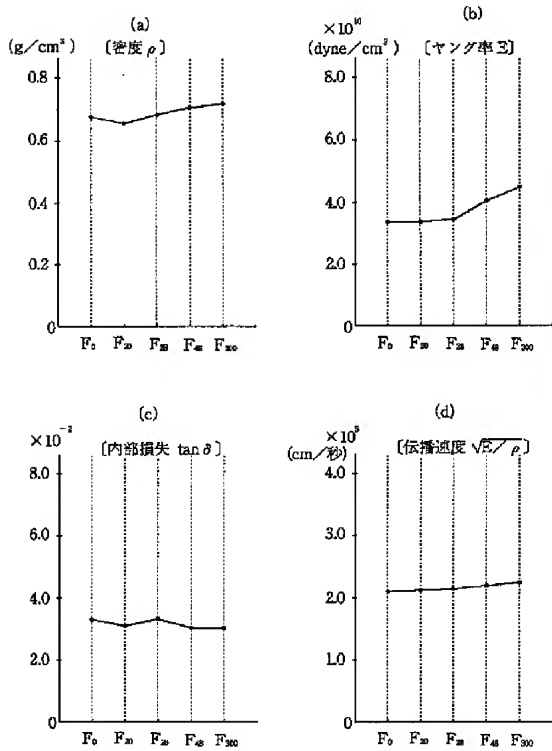 (a)
(g/cm³)
〔密度 ρ〕
0.8
0.6
0.4
0.2
0
F₀ F₂₀ F₂₈ F₄₈ F₃₀₀
(b)
×10¹⁰
(dyne/cm²)
〔ヤング率 E〕
8.0
6.0
4.0
2.0
0
F₀ F₂₀ F₂₈ F₄₈ F₃₀₀
(c)
×10⁻²
〔内部損失 tan δ〕
8.0
6.0
4.0
2.0
0
F₀ F₂₀ F₂₈ F₄₈ F₃₀₀
(d)
×10⁵
(cm/秒)
〔伝播速度 √E/ρ〕
4.0
3.0
2.0
1.0
0
F₀ F₂₀ F₂₈ F₄₈ F₃₀₀